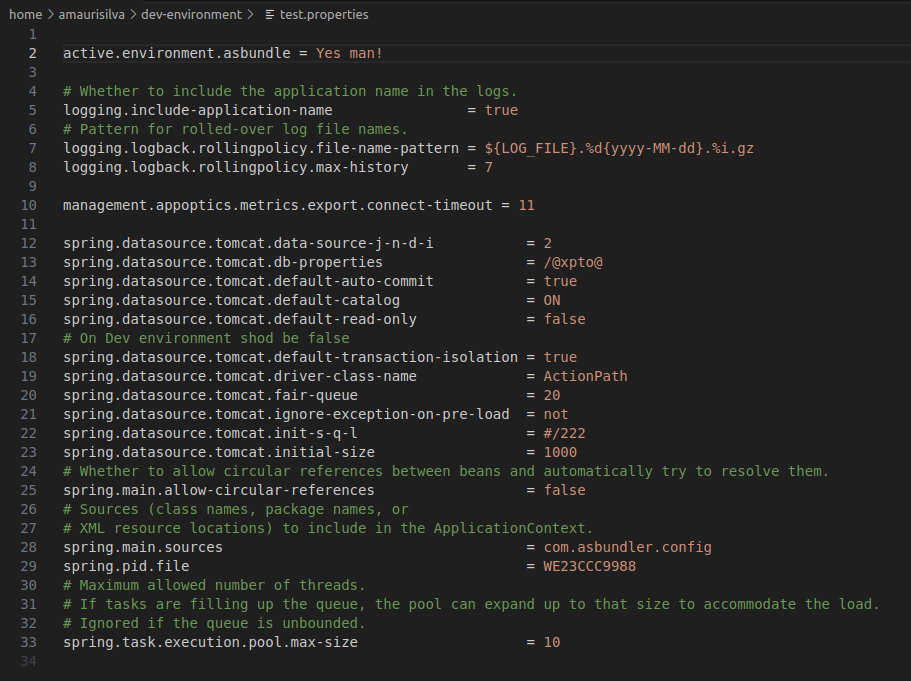 home > amaurisilva > dev-environment > test.properties
1
2 active.environment.asbundle = Yes man!
3
4 # Whether to include the application name in the logs.
5 logging.include-application-name = true
6 # Pattern for rolled-over log file names.
7 logging.logback.rollingpolicy.file-name-pattern = ${LOG_FILE}.%d{yyyy-MM-dd}.%i.gz
8 logging.logback.rollingpolicy.max-history = 7
9
10 management.appoptics.metrics.export.connect-timeout = 11
11
12 spring.datasource.tomcat.data-source-j-n-d-i = 2
13 spring.datasource.tomcat.db-properties = /@xpto@
14 spring.datasource.tomcat.default-auto-commit = true
15 spring.datasource.tomcat.default-catalog = ON
16 spring.datasource.tomcat.default-read-only = false
17 # On Dev environment shod be false
18 spring.datasource.tomcat.default-transaction-isolation = true
19 spring.datasource.tomcat.driver-class-name = ActionPath
20 spring.datasource.tomcat.fair-queue = 20
21 spring.datasource.tomcat.ignore-exception-on-pre-load = not
22 spring.datasource.tomcat.init-s-q-l = #/222
23 spring.datasource.tomcat.initial-size = 1000
24 # Whether to allow circular references between beans and automatically try to resolve them.
25 spring.main.allow-circular-references = false
26 # Sources (class names, package names, or
27 # XML resource locations) to include in the ApplicationContext.
28 spring.main.sources = com.asbundler.config
29 spring.pid.file = WE23CCC9988
30 # Maximum allowed number of threads.
31 # If tasks are filling up the queue, the pool can expand up to that size to accommodate the load.
32 # Ignored if the queue is unbounded.
33 spring.task.execution.pool.max-size = 10
34